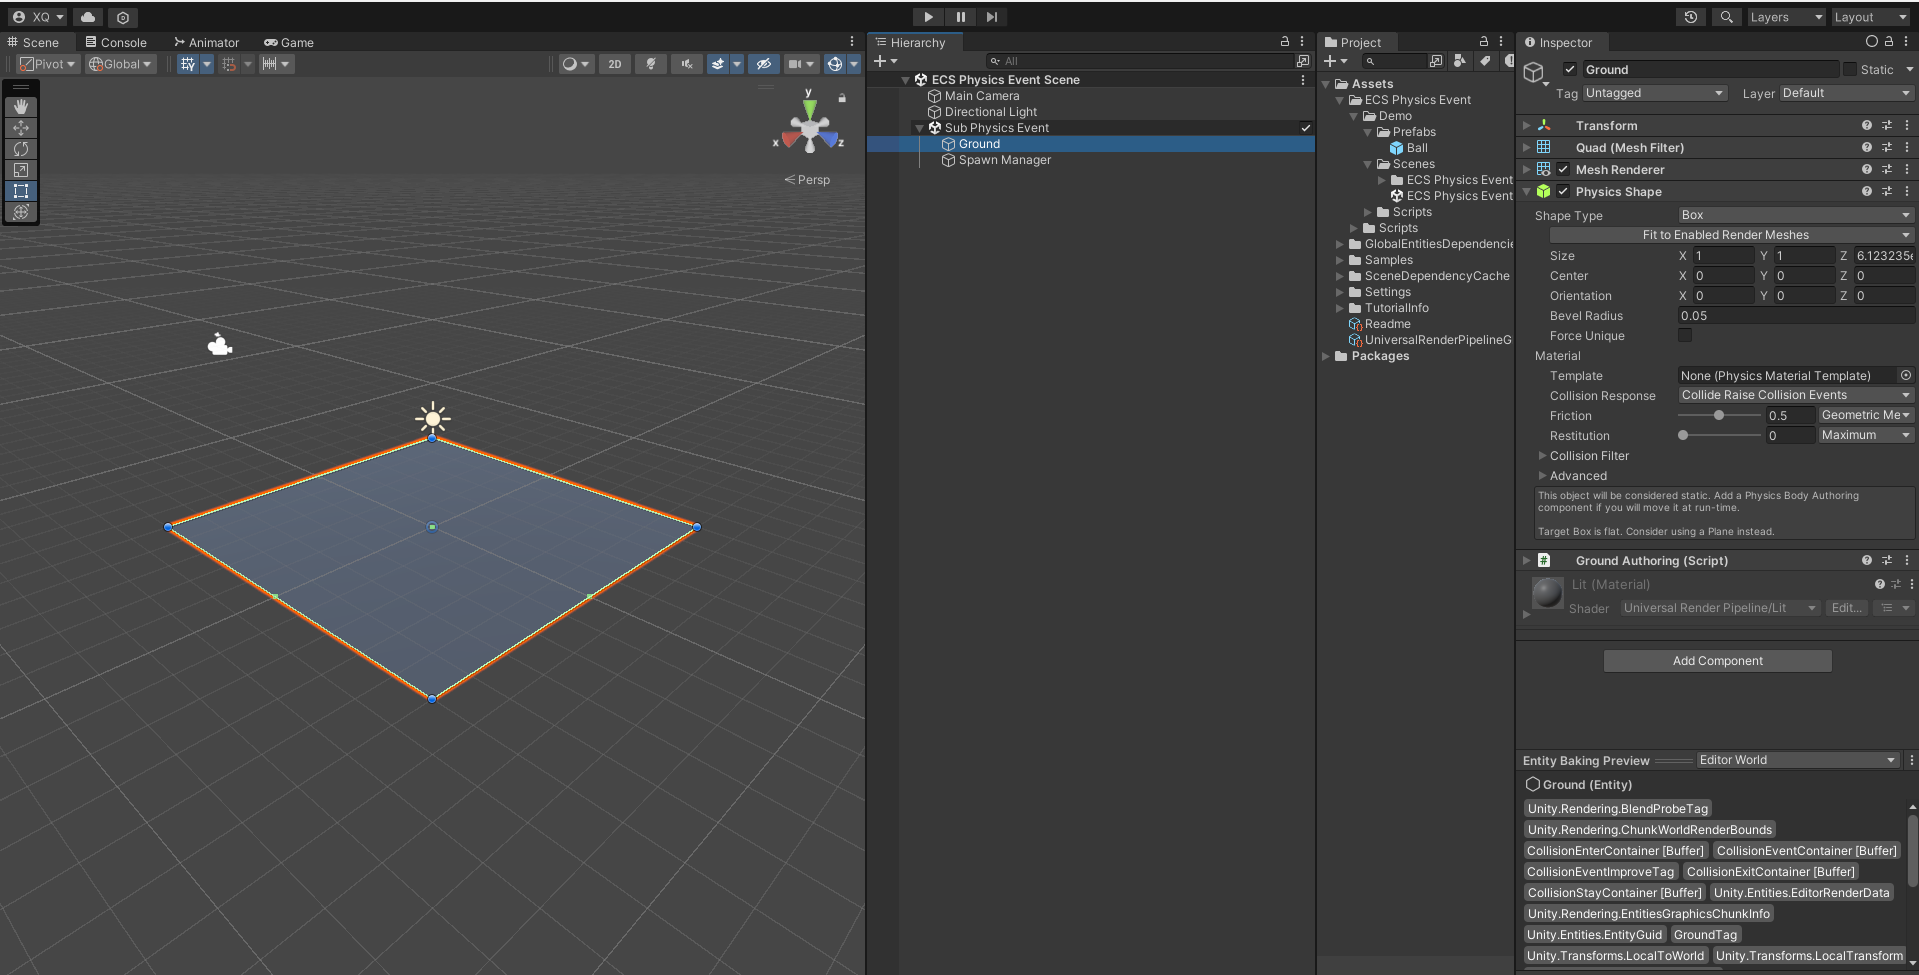 XQ
Layers
Layout
Scene
Console
Animator
Game
Pivot
Global
2D
y
x
z
< Persp
Hierarchy
All
ECS Physics Event Scene
Main Camera
Directional Light
Sub Physics Event
Ground
Spawn Manager
Project
Assets
ECS Physics Event
Demo
Prefabs
Ball
Scenes
ECS Physics Event
ECS Physics Event
Scripts
Scripts
GlobalEntitiesDependencie
Samples
SceneDependencyCache
Settings
TutorialInfo
Readme
UniversalRenderPipelineG
Packages
Inspector
Ground
Static
Tag Untagged Layer Default
Transform
Quad (Mesh Filter)
Mesh Renderer
Physics Shape
Shape Type Box
Fit to Enabled Render Meshes
Size X 1 Y 1 Z 6.123235e
Center X 0 Y 0 Z 0
Orientation X 0 Y 0 Z 0
Bevel Radius 0.05
Force Unique
Material
Template None (Physics Material Template)
Collision Response Collide Raise Collision Events
Friction 0.5 Geometric Me
Restitution 0 Maximum
Collision Filter
Advanced
This object will be considered static. Add a Physics Body Authoring
component if you will move it at run-time.
Target Box is flat. Consider using a Plane instead.
# Ground Authoring (Script)
Lit (Material)
Shader Universal Render Pipeline/Lit Edit...
Add Component
Entity Baking Preview Editor World
Ground (Entity)
Unity.Rendering.BlendProbeTag
Unity.Rendering.ChunkWorldRenderBounds
CollisionEnterContainer [Buffer] CollisionEventContainer [Buffer]
CollisionEventImproveTag CollisionExitContainer [Buffer]
CollisionStayContainer [Buffer] Unity.Entities.EditorRenderData
Unity.Rendering.EntitiesGraphicsChunkInfo
Unity.Entities.EntityGuid GroundTag
Unity.Transforms.LocalToWorld Unity.Transforms.LocalTransform